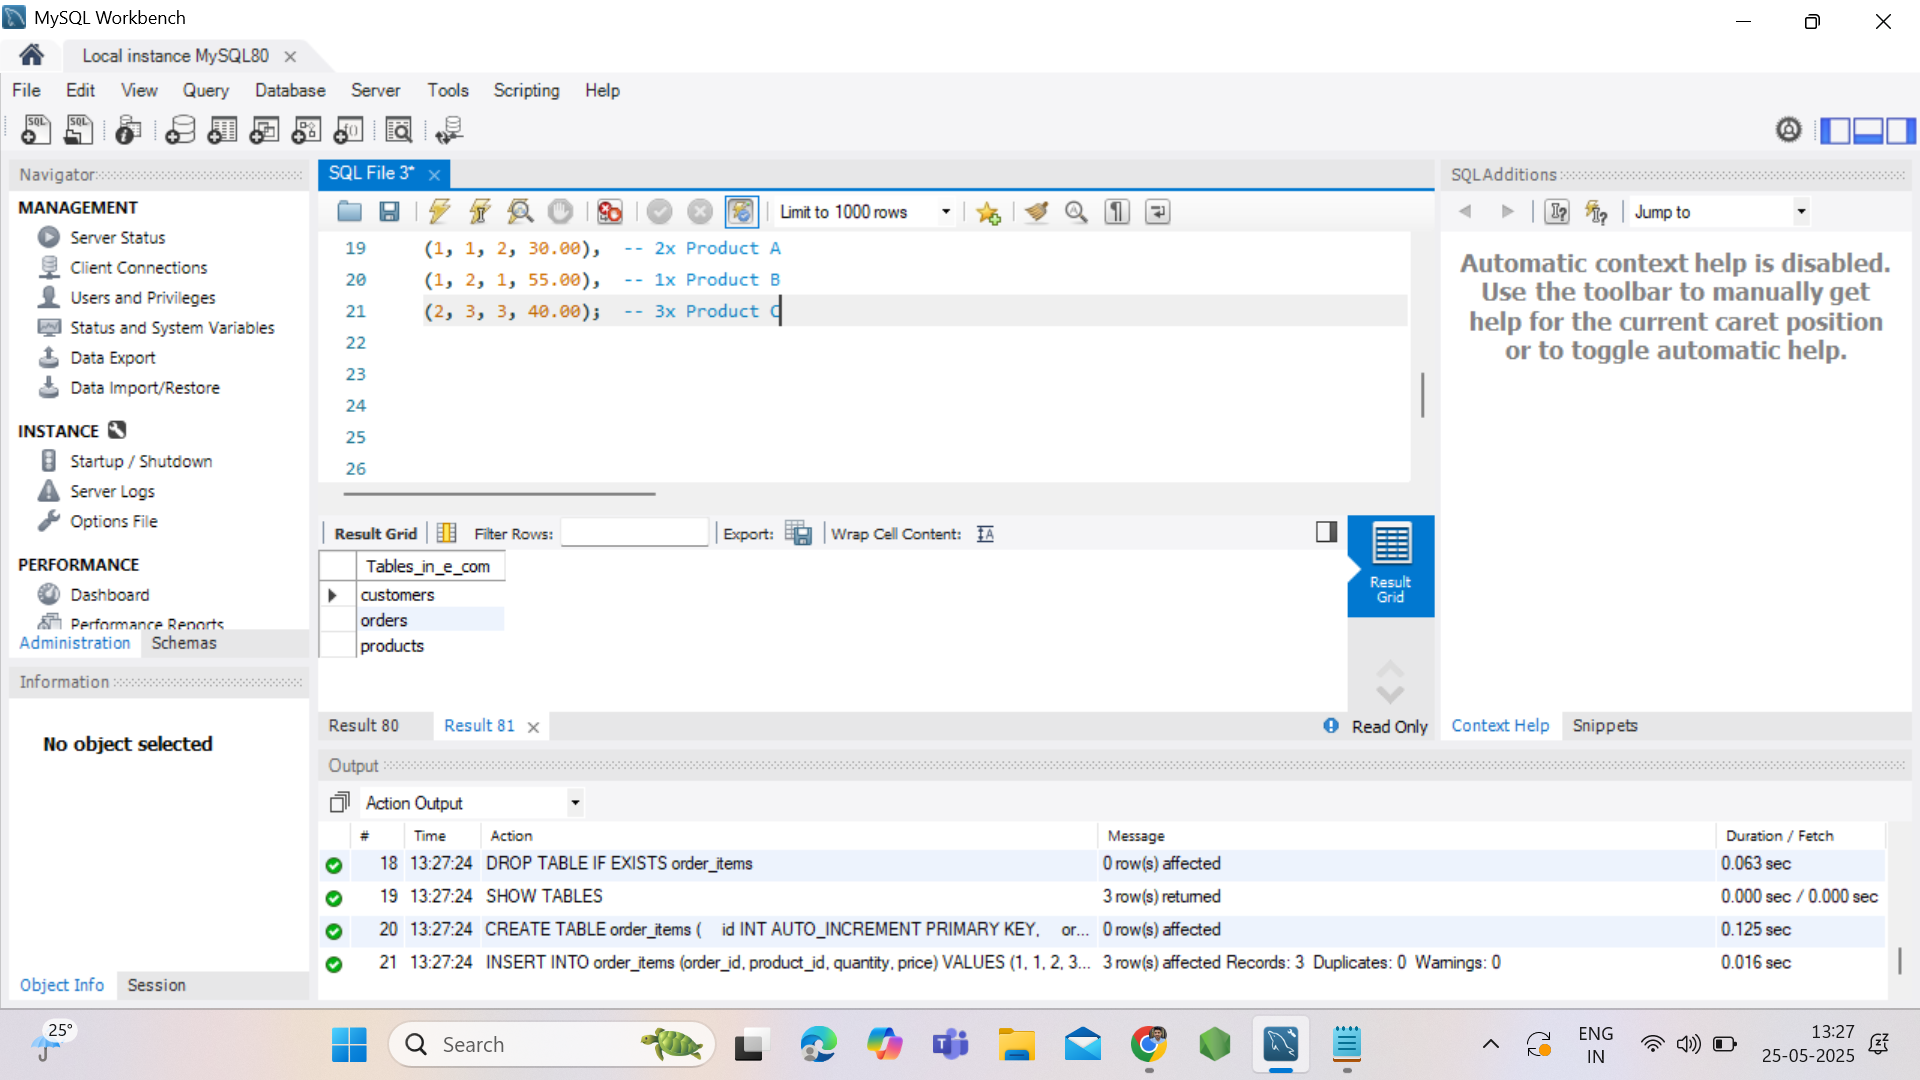 MySQL Workbench
Local instance MySQL80
File Edit View Query Database Server Tools Scripting Help
Navigator
MANAGEMENT
Server Status
Client Connections
Users and Privileges
Status and System Variables
Data Export
Data Import/Restore
INSTANCE
Startup / Shutdown
Server Logs
Options File
PERFORMANCE
Dashboard
Performance Reports
Administration Schemas
Information
No object selected
Object Info Session
SQL File 3*
Limit to 1000 rows
19 (1, 1, 2, 30.00), -- 2x Product A
20 (1, 2, 1, 55.00), -- 1x Product B
21 (2, 3, 3, 40.00); -- 3x Product C
22
23
24
25
26
Result Grid Filter Rows: Export: Wrap Cell Content:
Tables_in_e_com
customers
orders
products
Result Grid
Result 80 Result 81 Read Only
SQLAdditions
Jump to
Automatic context help is disabled.
Use the toolbar to manually get
help for the current caret position
or to toggle automatic help.
Context Help Snippets
Output
Action Output
# Time Action Message Duration / Fetch
18 13:27:24 DROP TABLE IF EXISTS order_items 0 row(s) affected 0.063 sec
19 13:27:24 SHOW TABLES 3 row(s) returned 0.000 sec / 0.000 sec
20 13:27:24 CREATE TABLE order_items ( id INT AUTO_INCREMENT PRIMARY KEY, or... 0 row(s) affected 0.125 sec
21 13:27:24 INSERT INTO order_items (order_id, product_id, quantity, price) VALUES (1, 1, 2, 3... 3 row(s) affected Records: 3 Duplicates: 0 Warnings: 0 0.016 sec
25°
Search
ENG
IN
13:27
25-05-2025